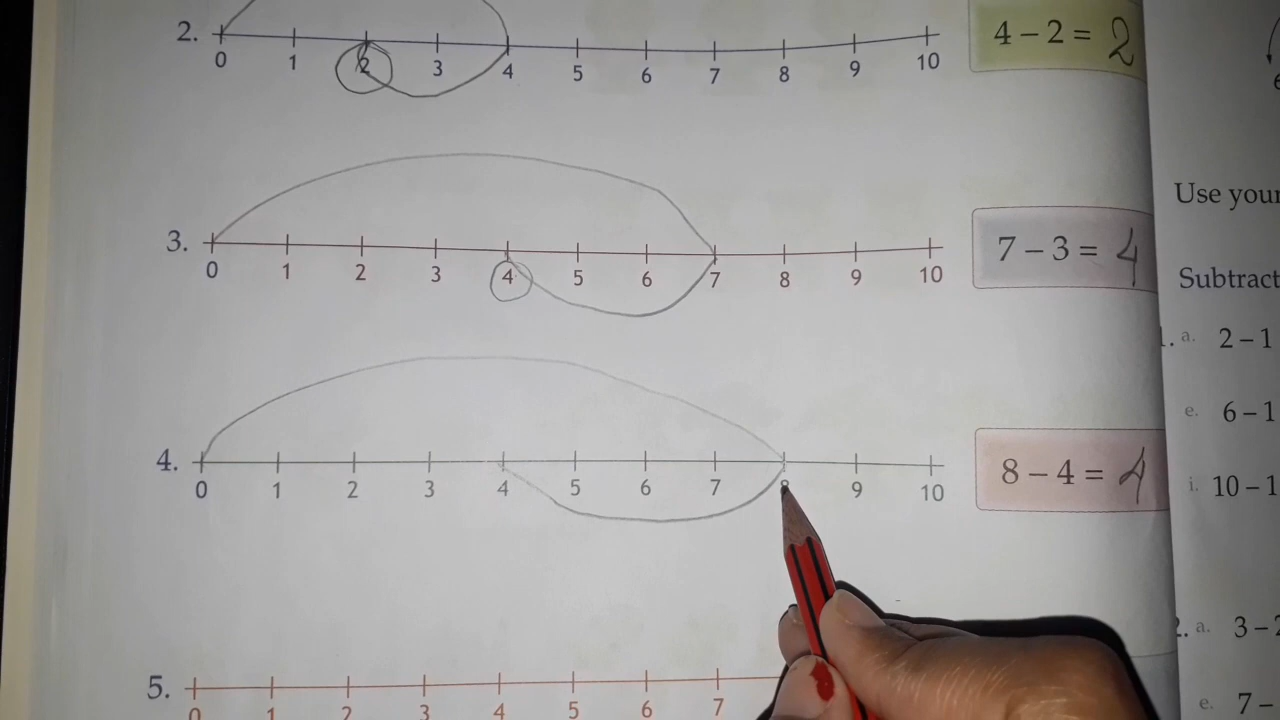 2. 0 1 2 3 4 5 6 7 8 9 10 4 – 2 = 2
3. 0 1 2 3 4 5 6 7 8 9 10 7 – 3 = 4
4. 0 1 2 3 4 5 6 7 8 9 10 8 – 4 = 4
5. 0 1 2 3 4 5 6 7
Use your
Subtract
1. a. 2 – 1
e. 6 – 1
i. 10 – 1
2. a. 3 – 2
e. 7 –